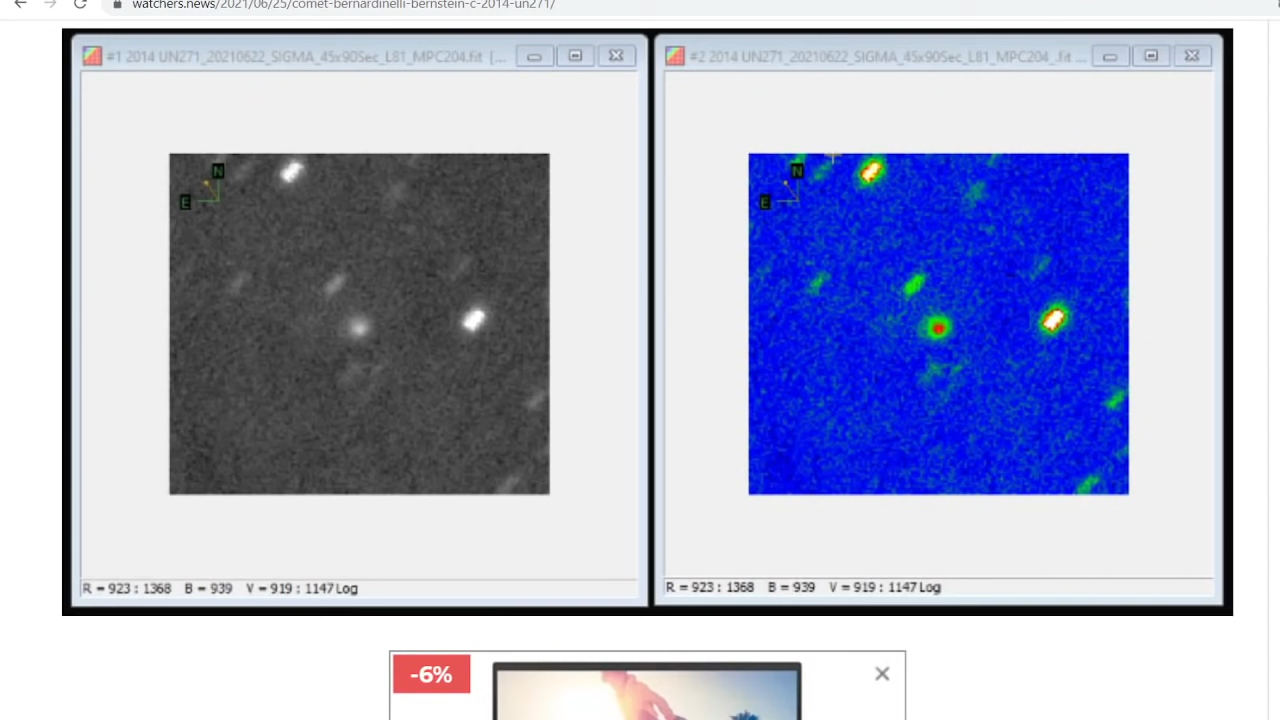 watchers.news/2021/06/25/comet-bernardinelli-bernstein-c-2014-un271/
#1 2014 UN271_20210622_SIGMA_45x90Sec_L81_MPC204.fit [...
#2 2014 UN271_20210622_SIGMA_45x90Sec_L81_MPC204_.fit ...
N
E
N
E
R = 923 : 1368 B = 939 V = 919 : 1147 Log
R = 923 : 1368 B = 939 V = 919 : 1147 Log
-6%